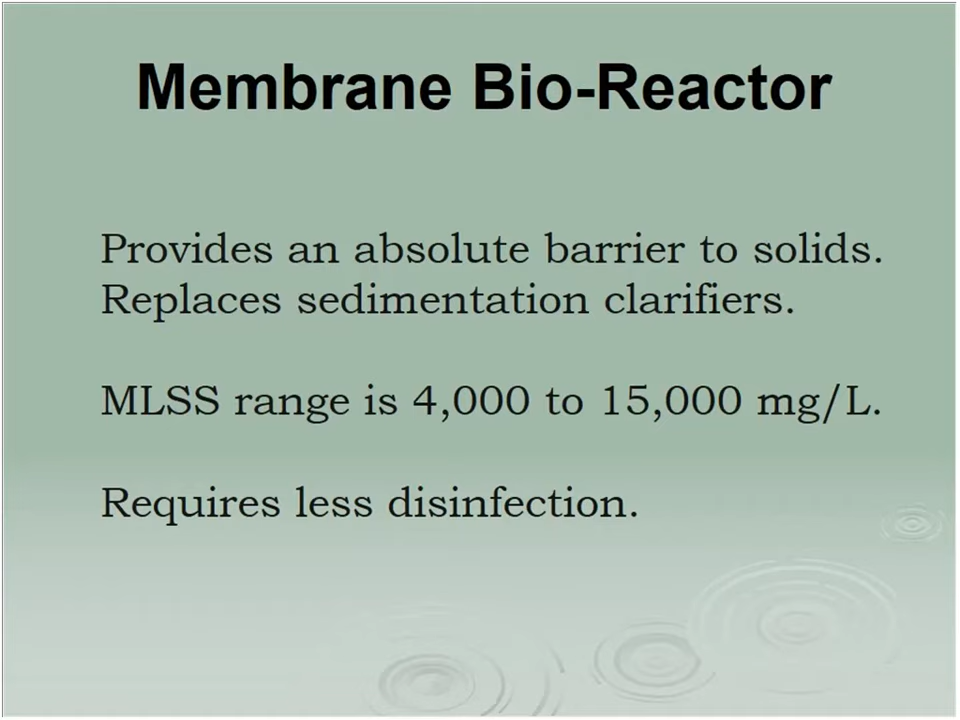 Membrane Bio-Reactor
Provides an absolute barrier to solids.
Replaces sedimentation clarifiers.
MLSS range is 4,000 to 15,000 mg/L.
Requires less disinfection.